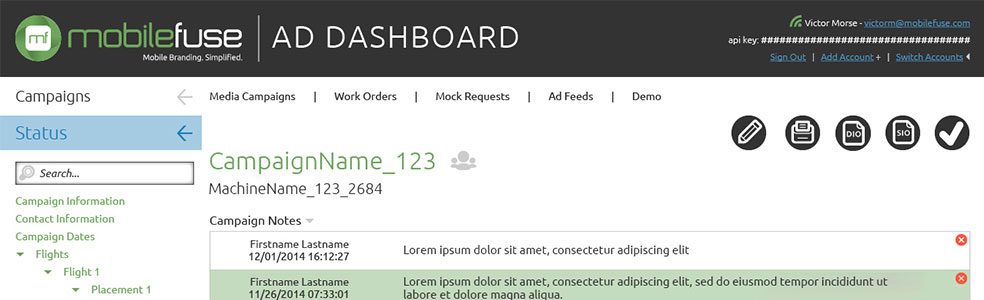 mf mobilefuse
Mobile Branding. Simplified.
AD DASHBOARD
Victor Morse - victorm@mobilefuse.com
api key: ##################################
Sign Out | Add Account + | Switch Accounts
Campaigns
Media Campaigns | Work Orders | Mock Requests | Ad Feeds | Demo
Status
DIO
SIO
Search...
CampaignName_123
MachineName_123_2684
Campaign Information
Contact Information
Campaign Dates
Flights
Flight 1
Placement 1
Campaign Notes
Firstname Lastname
12/01/2014 16:12:27
Lorem ipsum dolor sit amet, consectetur adipiscing elit
Firstname Lastname
11/26/2014 07:33:01
Lorem ipsum dolor sit amet, consectetur adipiscing elit, sed do eiusmod tempor incididunt ut
labore et dolore magna aliqua.